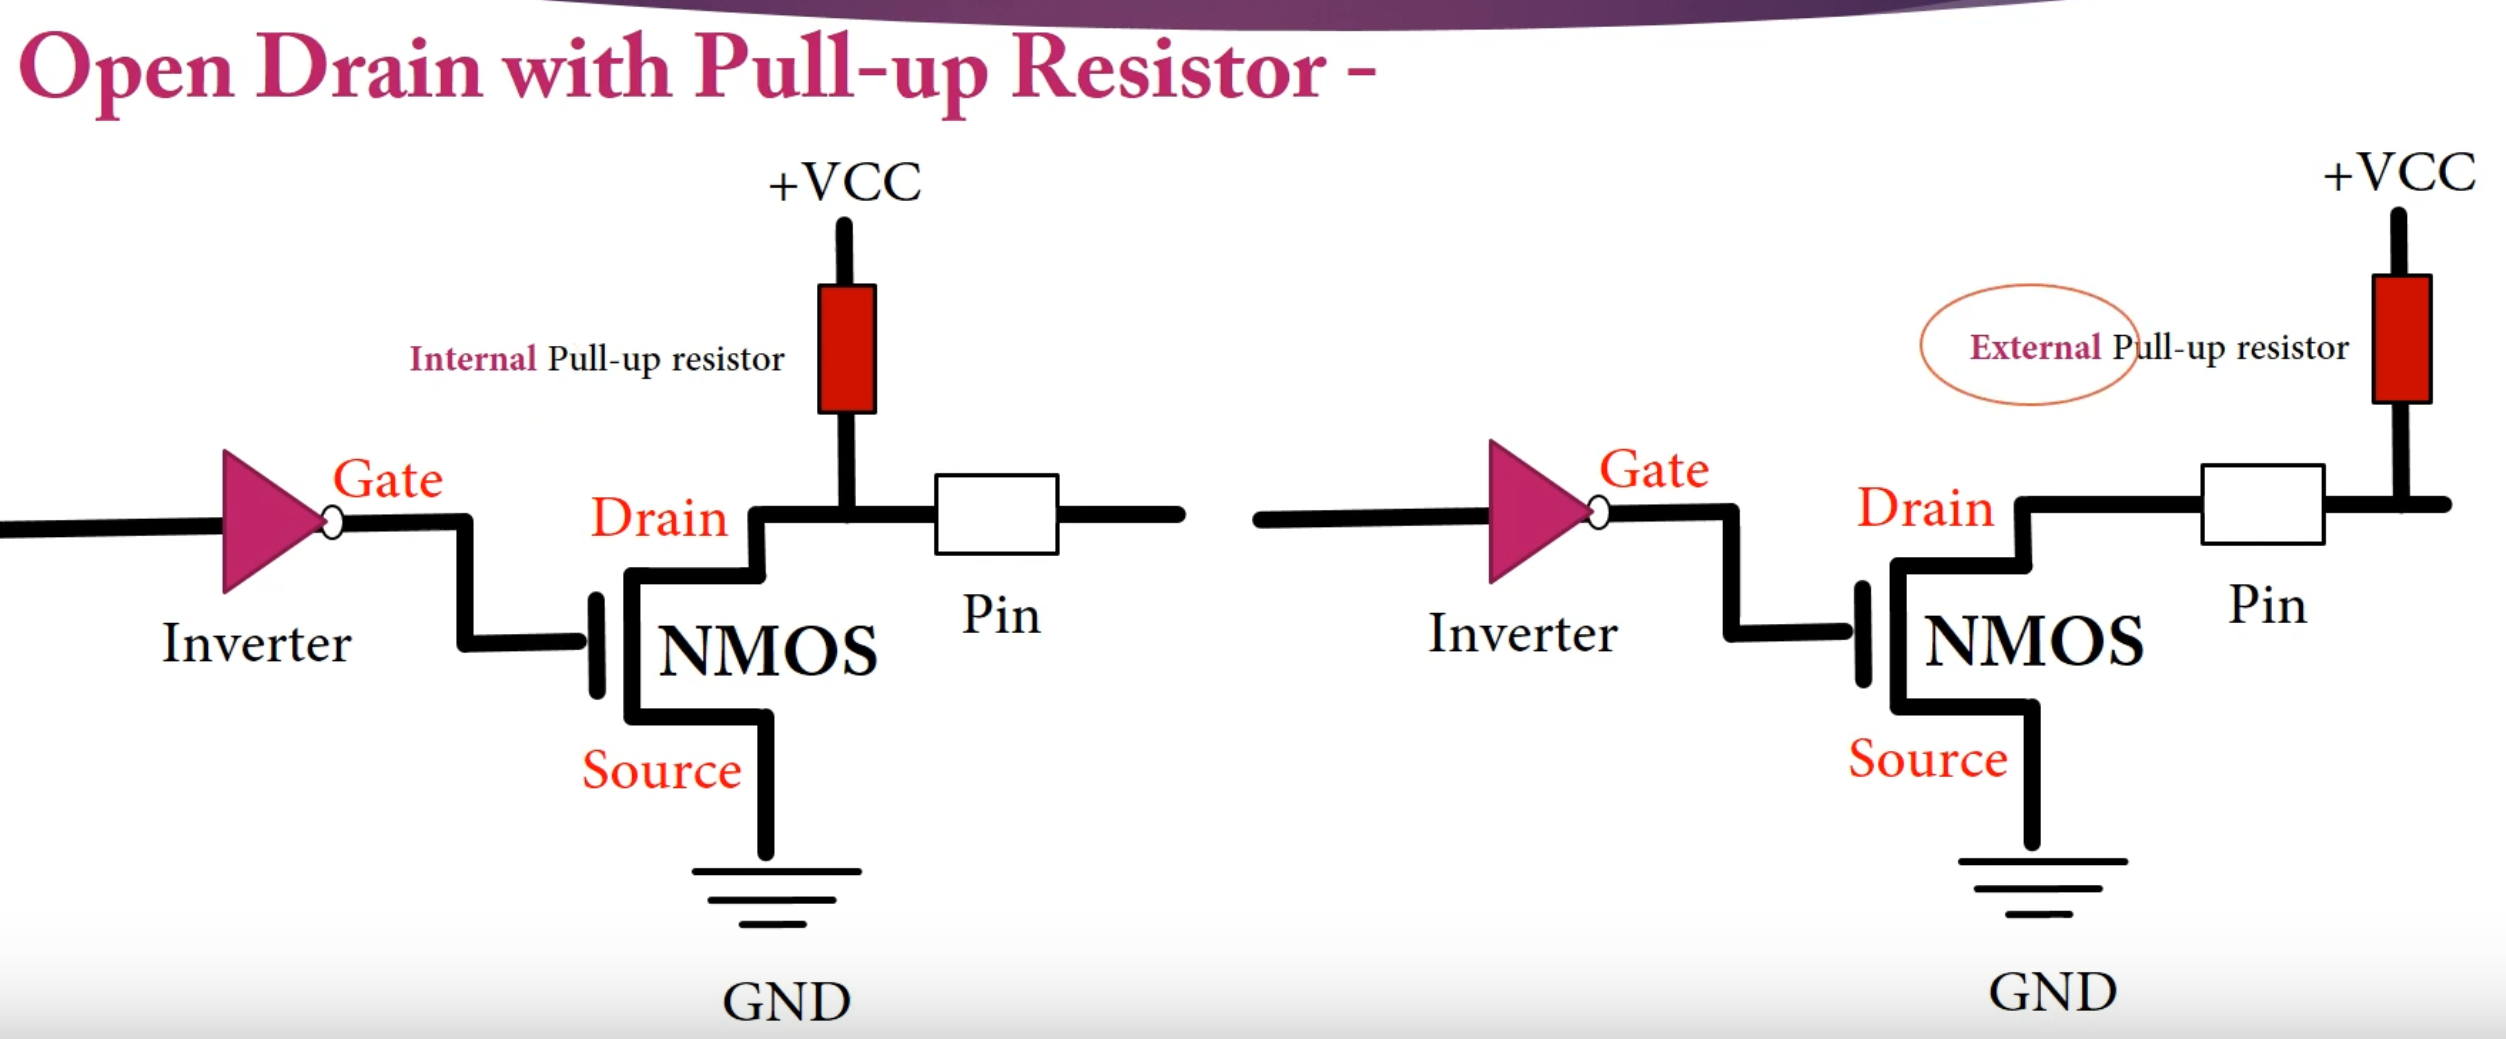 Open Drain with Pull-up Resistor -
+VCC
Internal Pull-up resistor
Gate
Drain
Inverter
NMOS
Pin
Source
GND
+VCC
External Pull-up resistor
Gate
Drain
Inverter
NMOS
Pin
Source
GND